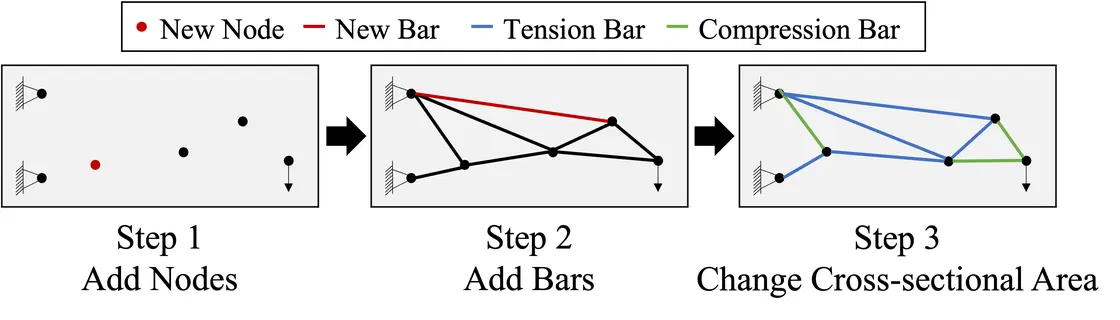 New Node New Bar Tension Bar Compression Bar
Step 1
Add Nodes
Step 2
Add Bars
Step 3
Change Cross-sectional Area